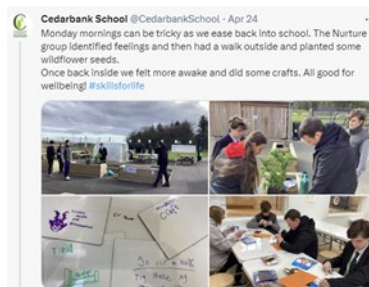 Cedarbank School @CedarbankSchool · Apr 24
Monday mornings can be tricky as we ease back into school. The Nurture
group identified feelings and then had a walk outside and planted some
wildflower seeds.
Once back inside we felt more awake and did some crafts. All good for
wellbeing! #skillsforlife
Tired
Craft
Go for a walk